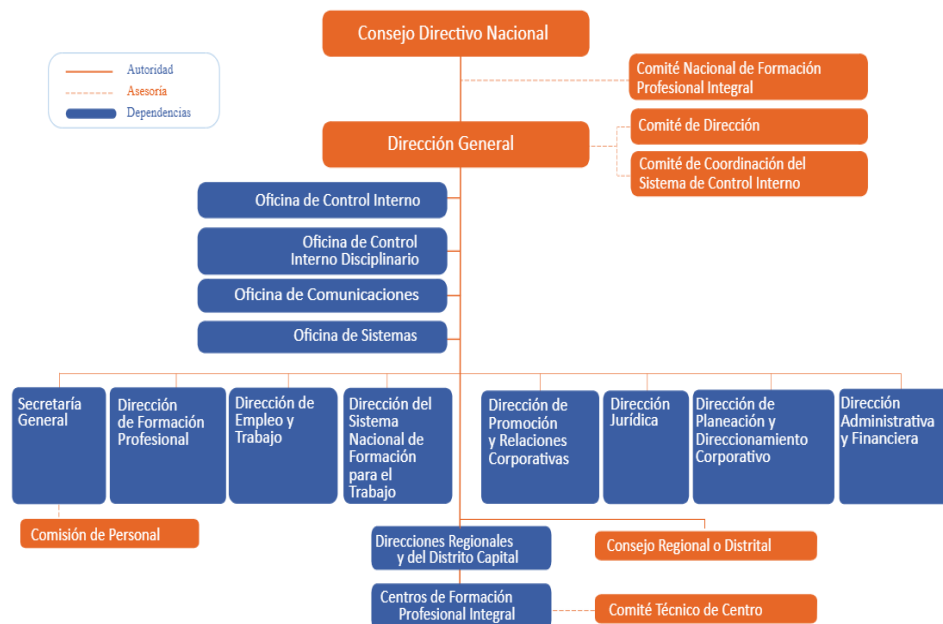 Consejo Directivo Nacional
Autoridad
Asesoría
Dependencias
Comité Nacional de Formación
Profesional Integral
Dirección General
Comité de Dirección
Comité de Coordinación del
Sistema de Control Interno
Oficina de Control Interno
Oficina de Control
Interno Disciplinario
Oficina de Comunicaciones
Oficina de Sistemas
Secretaría
General
Dirección
de Formación
Profesional
Dirección de
Empleo y
Trabajo
Dirección del
Sistema
Nacional de
Formación
para el
Trabajo
Dirección de
Promoción
y Relaciones
Corporativas
Dirección
Jurídica
Dirección de
Planeación y
Direccionamiento
Corporativo
Dirección
Administrativa
y Financiera
Comisión de Personal
Direcciones Regionales
y del Distrito Capital
Consejo Regional o Distrital
Centros de Formación
Profesional Integral
Comité Técnico de Centro